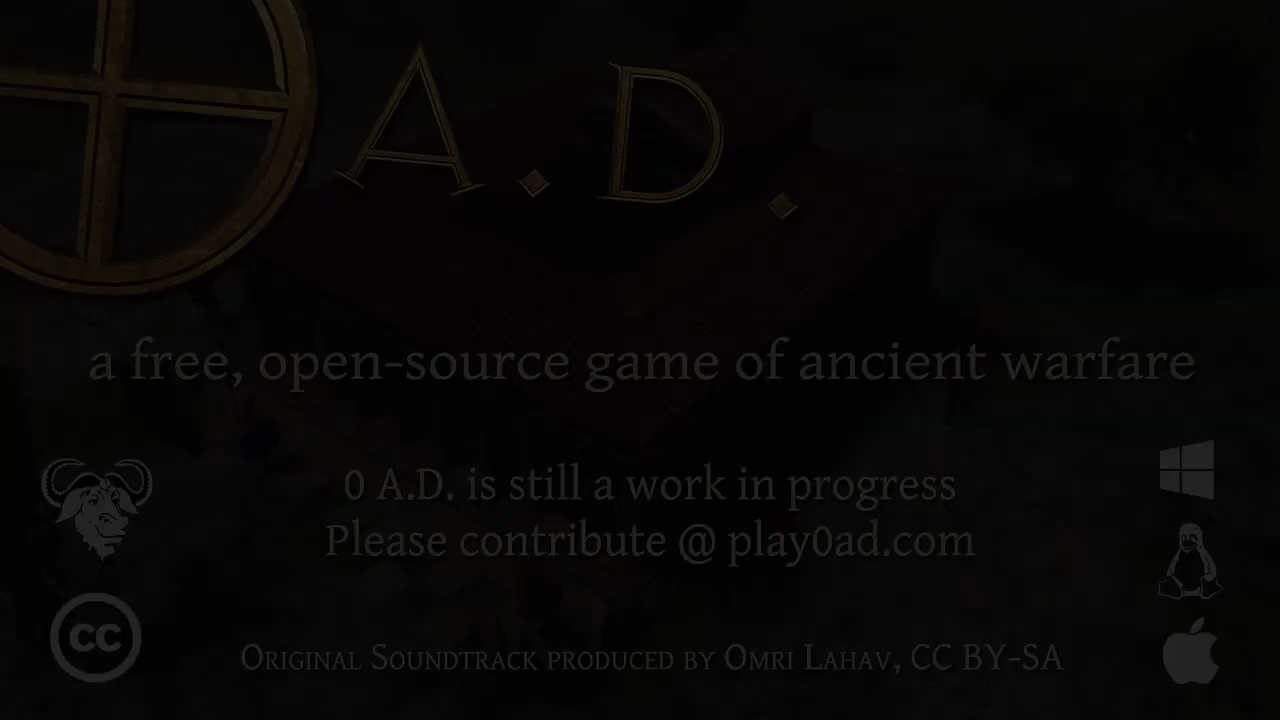 0 A.D.
a free, open-source game of ancient warfare
0 A.D. is still a work in progress
Please contribute @ play0ad.com
cc
Original Soundtrack produced by Omri Lahav, CC BY-SA